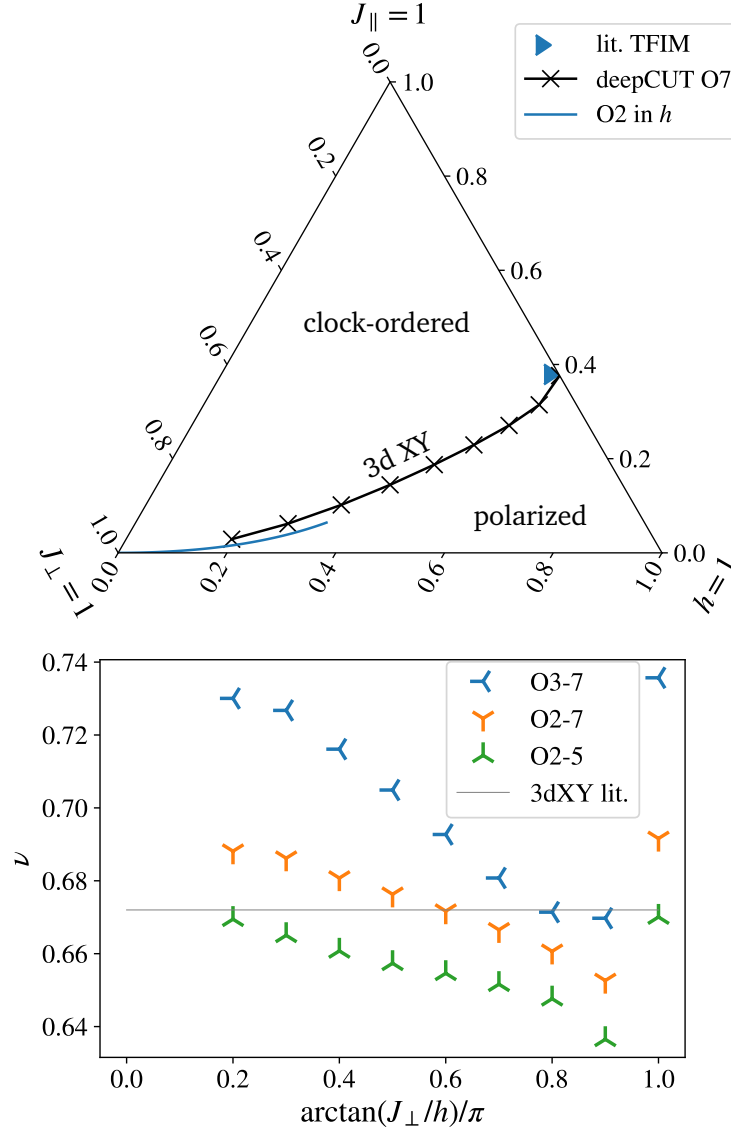 J∥ = 1
lit. TFIM
deepCUT O7
O2 in h
0.0
1.0
0.2
0.8
0.4
0.6
clock-ordered
0.6
0.4
0.8
3d XY
0.2
polarized
1.0
0.0
J⊥ = 1
0.0
0.2
0.4
0.6
0.8
1.0
h = 1
0.74
O3-7
0.72
O2-7
O2-5
0.70
3dXY lit.
ν
0.68
0.66
0.64
0.0 0.2 0.4 0.6 0.8 1.0
arctan(J⊥/h)/π